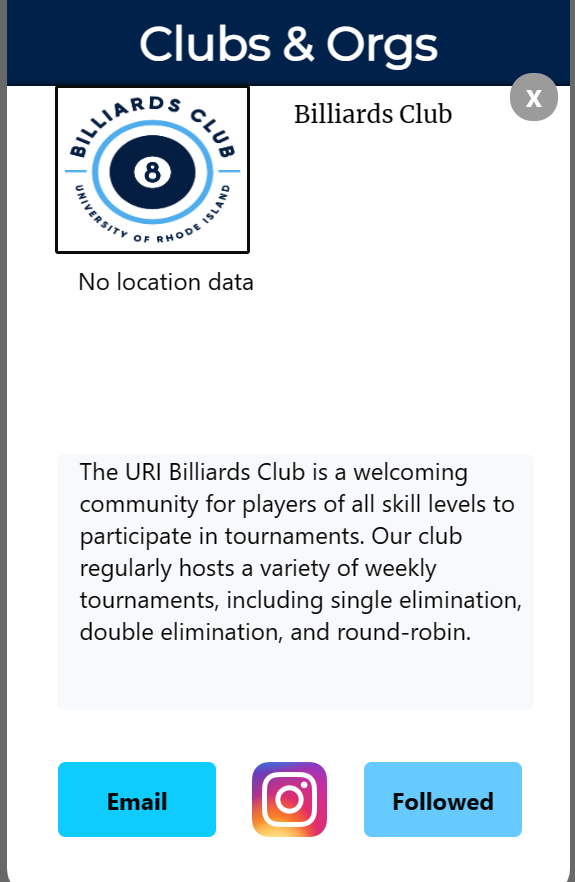 Clubs & Orgs
X
BILLIARDS CLUB
8
UNIVERSITY OF RHODE ISLAND
Billiards Club
No location data
The URI Billiards Club is a welcoming
community for players of all skill levels to
participate in tournaments. Our club
regularly hosts a variety of weekly
tournaments, including single elimination,
double elimination, and round-robin.
Email
Followed